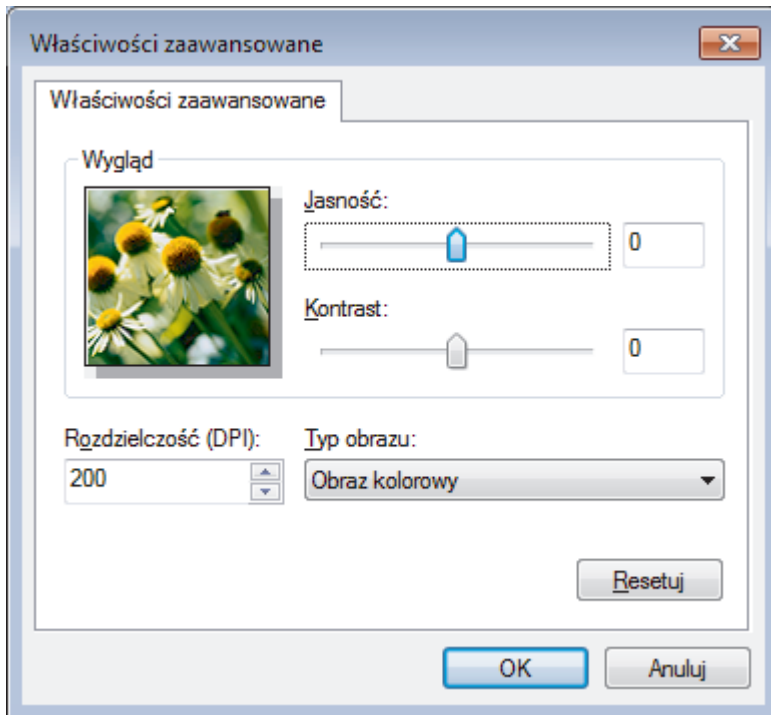 Właściwości zaawansowane
Właściwości zaawansowane
Wygląd
Jasność:
0
Kontrast:
0
Rozdzielczość (DPI): Typ obrazu:
200 Obraz kolorowy
Resetuj
OK Anuluj